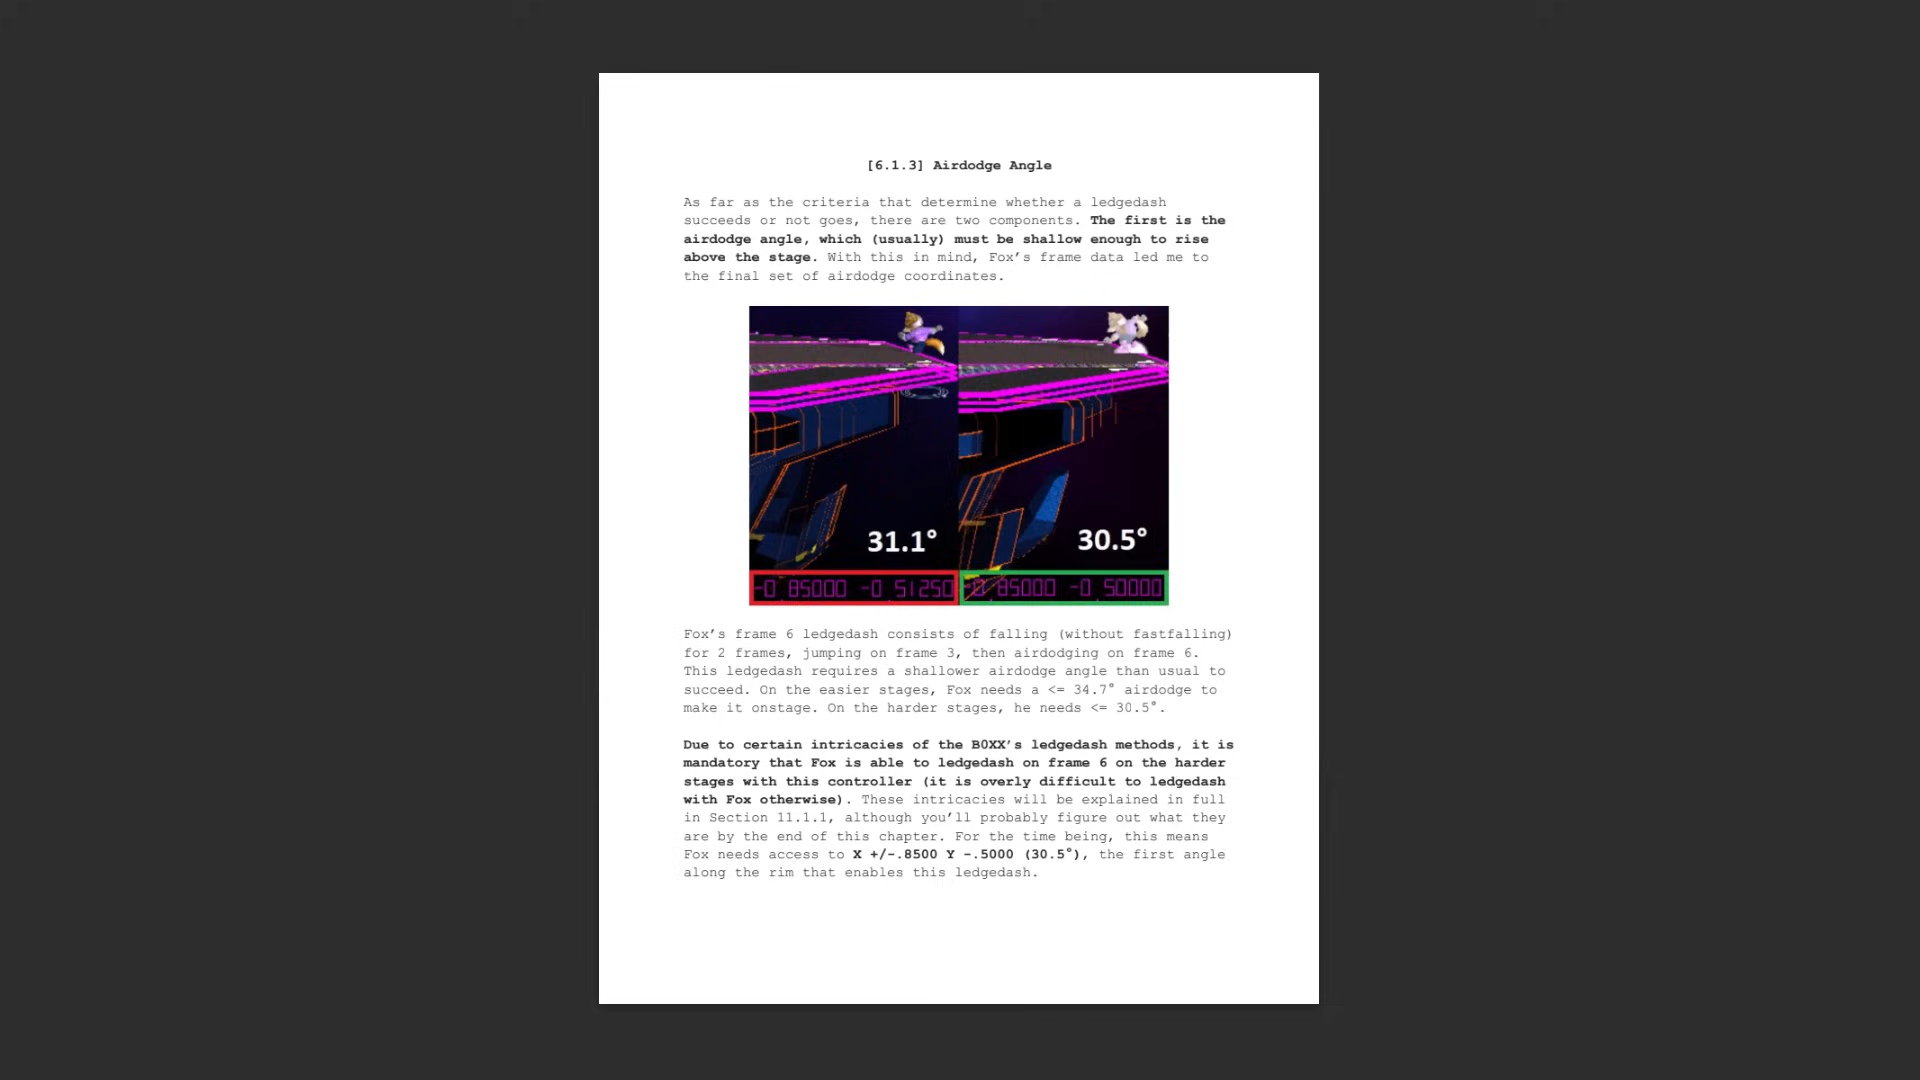 [6.1.3] Airdodge Angle
As far as the criteria that determine whether a ledgedash
succeeds or not goes, there are two components. The first is the
airdodge angle, which (usually) must be shallow enough to rise
above the stage. With this in mind, Fox's frame data led me to
the final set of airdodge coordinates.
31.1° 30.5°
-0.85000 -0.51250 -0.85000 -0.50000
Fox's frame 6 ledgedash consists of falling (without fastfalling)
for 2 frames, jumping on frame 3, then airdodging on frame 6.
This ledgedash requires a shallower airdodge angle than usual to
succeed. On the easier stages, Fox needs a <= 34.7° airdodge to
make it onstage. On the harder stages, he needs <= 30.5°.
Due to certain intricacies of the B0XX's ledgedash methods, it is
mandatory that Fox is able to ledgedash on frame 6 on the harder
stages with this controller (it is overly difficult to ledgedash
with Fox otherwise). These intricacies will be explained in full
in Section 11.1.1, although you'll probably figure out what they
are by the end of this chapter. For the time being, this means
Fox needs access to X +/-.8500 Y -.5000 (30.5°), the first angle
along the rim that enables this ledgedash.